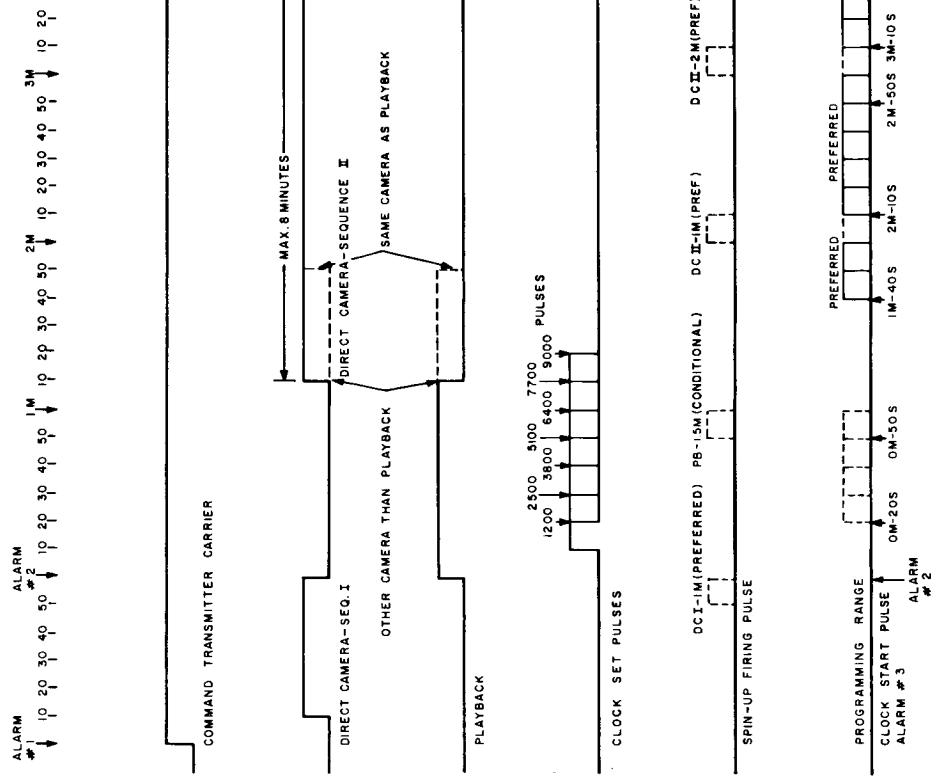 ALARM
# 1
10
20
30
40
50
ALARM
# 2
10
20
30
40
50
1M
10
20
30
40
50
2M
10
20
30
40
50
3M
10
20
COMMAND TRANSMITTER CARRIER
MAX. 8 MINUTES
DIRECT CAMERA-SEQ. I
DIRECT CAMERA-SEQUENCE II
OTHER CAMERA THAN PLAYBACK
SAME CAMERA AS PLAYBACK
PLAYBACK
1200
2500
3800
5100
6400
7700
9000
PULSES
CLOCK SET PULSES
DCI-1M (PREFERRED)
PB-1.5M (CONDITIONAL)
DCII-1M (PREF)
DCII-2M (PREF)
SPIN-UP FIRING PULSE
PREFERRED
PREFERRED
PROGRAMMING RANGE
CLOCK START PULSE
ALARM # 3
ALARM
# 2
0M-20S
0M-50S
1M-40S
2M-10S
2M-50S
3M-10S